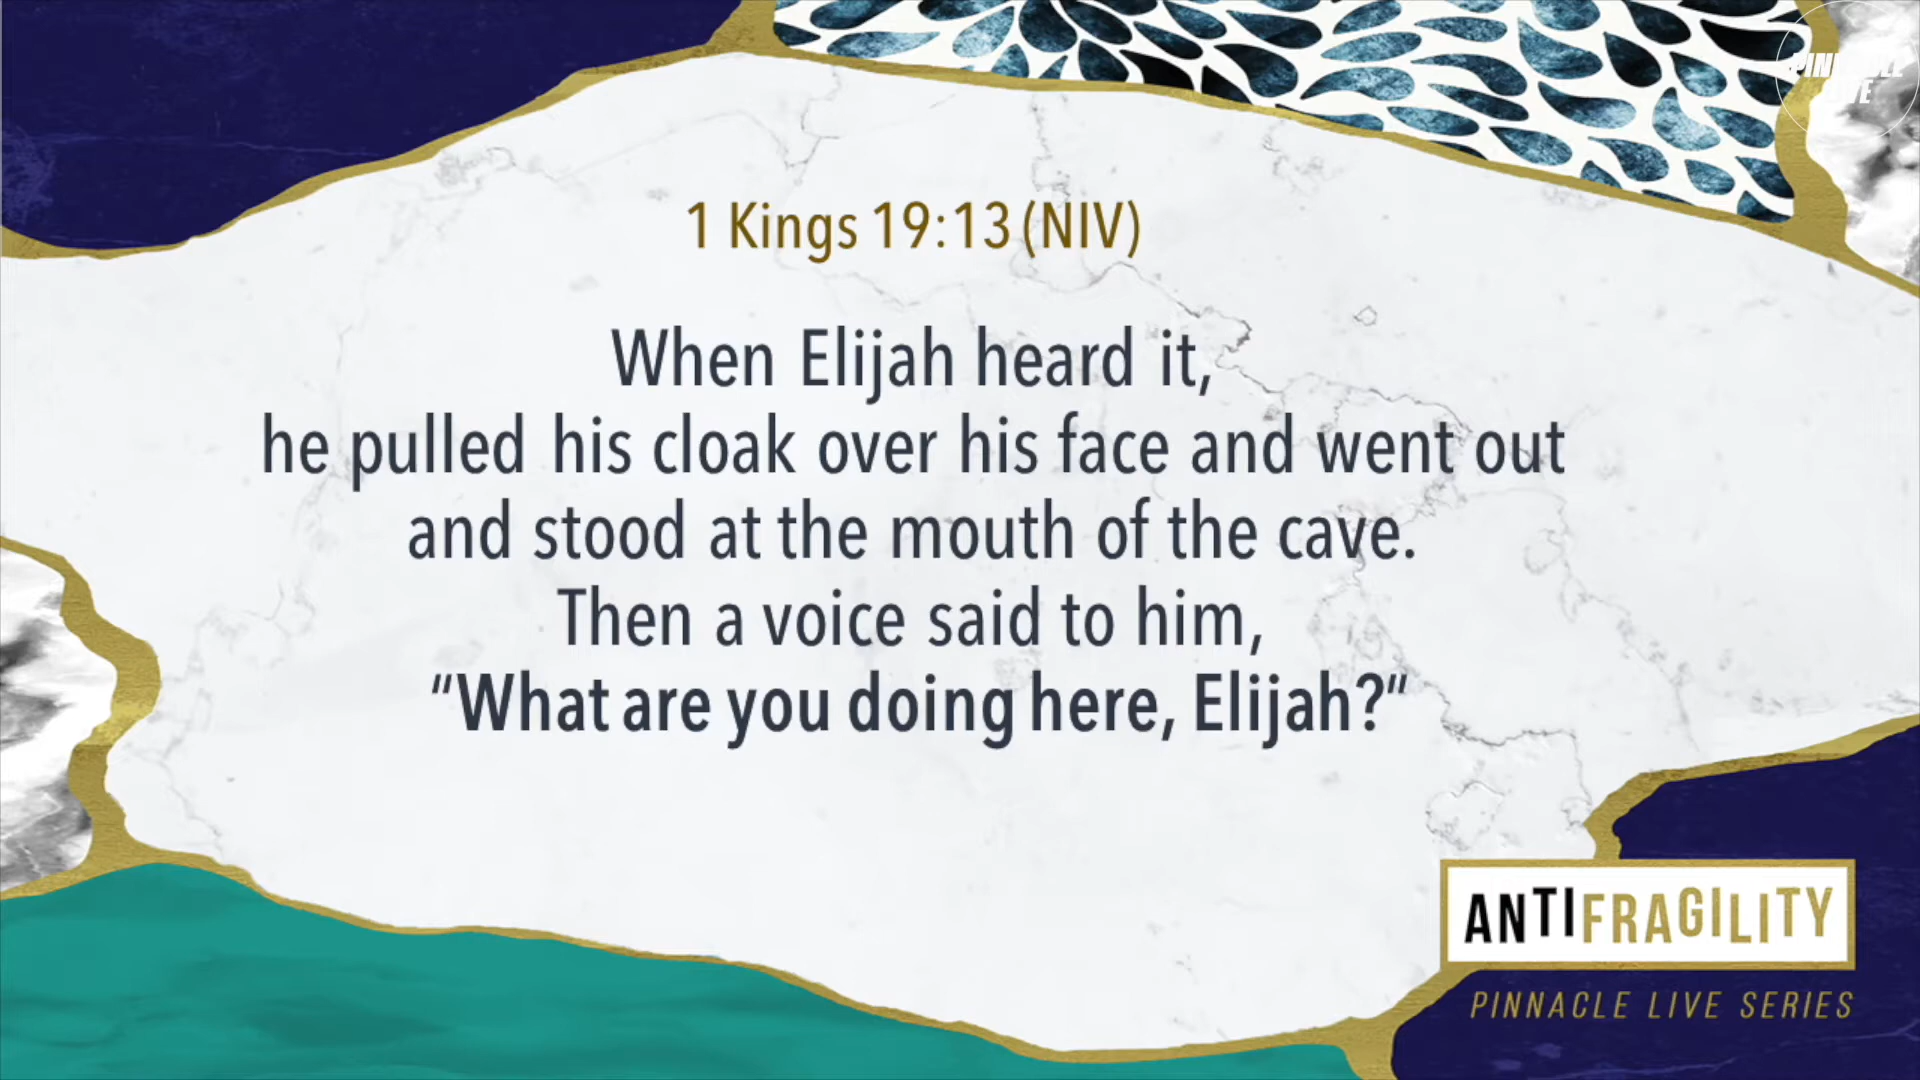 PINNACLE
LIVE
1 Kings 19:13 (NIV)
When Elijah heard it,
he pulled his cloak over his face and went out
and stood at the mouth of the cave.
Then a voice said to him,
“What are you doing here, Elijah?“
ANTIFRAGILITY
PINNACLE LIVE SERIES